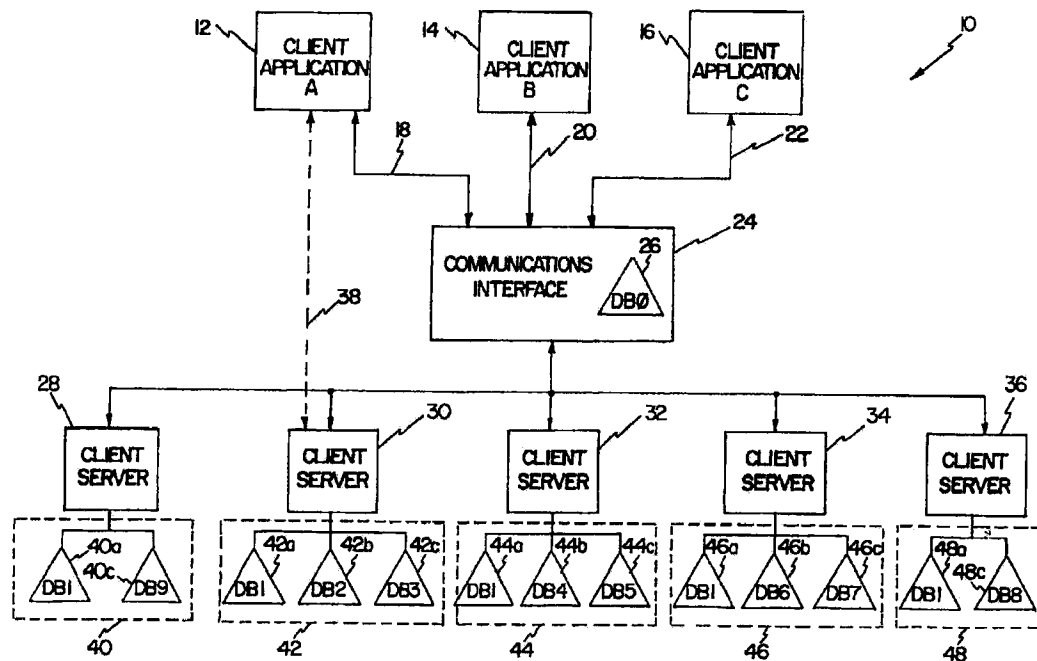 12
CLIENT
APPLICATION
A
14
CLIENT
APPLICATION
B
16
CLIENT
APPLICATION
C
10
18
20
22
24
COMMUNICATIONS
INTERFACE
26
DBØ
38
28
CLIENT
SERVER
30
CLIENT
SERVER
32
CLIENT
SERVER
34
CLIENT
SERVER
36
CLIENT
SERVER
40a
40c
DB1
DB9
40
42a
42b
42c
DB1
DB2
DB3
42
44a
44b
44c
DB1
DB4
DB5
44
46a
46b
46c
DB1
DB6
DB7
46
48a
48c
DB1
DB8
48